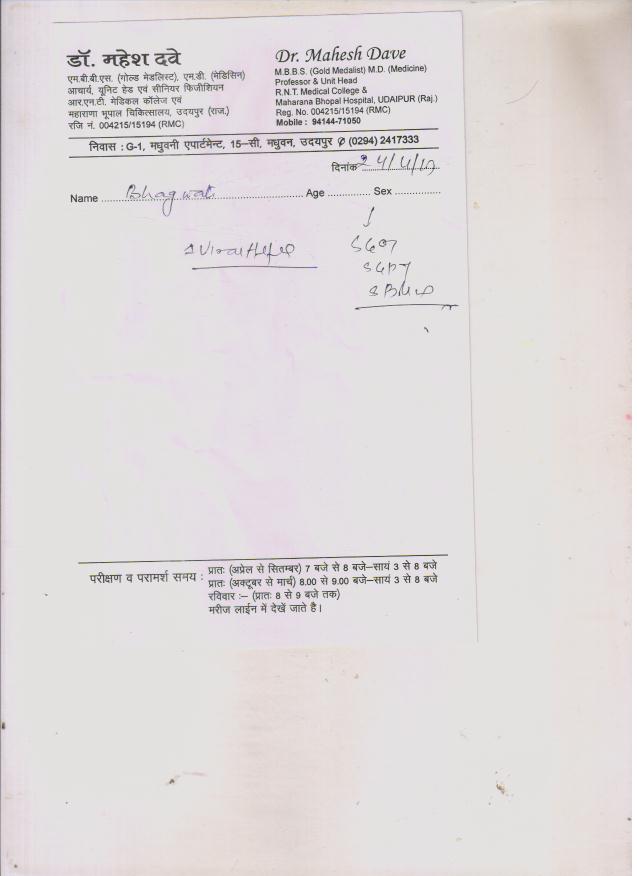 डॉ. महेश दवे
एम.बी.बी.एस. (गोल्ड मेडलिस्ट), एम.डी. (मेडिसिन)
आचार्य, यूनिट हेड एवं सीनियर फिजीशियन
आर.एन.टी. मेडिकल कॉलेज एवं
महाराणा भूपाल चिकित्सालय, उदयपुर (राज.)
रजि नं. 004215/15194 (RMC)
Dr. Mahesh Dave
M.B.B.S. (Gold Medalist) M.D. (Medicine)
Professor & Unit Head
R.N.T. Medical College &
Maharana Bhopal Hospital, UDAIPUR (Raj.)
Reg. No. 004215/15194 (RMC)
Mobile : 94144-71050
निवास : G-1, मधुवनी एपार्टमेन्ट, 15-सी, मधुवन, उदयपुर ✆ (0294) 2417333
दिनांक 24/4/
Name Bhagwati Age Sex
SGOT
SGPT
परीक्षण व परामर्श समय : प्रातः (अप्रेल से सितम्बर) 7 बजे से 8 बजे-सायं 3 से 8 बजे
प्रातः (अक्टूबर से मार्च) 8.00 से 9.00 बजे-सायं 3 से 8 बजे
रविवार :– (प्रातः 8 से 9 बजे तक)
मरीज लाईन में देखें जाते है।